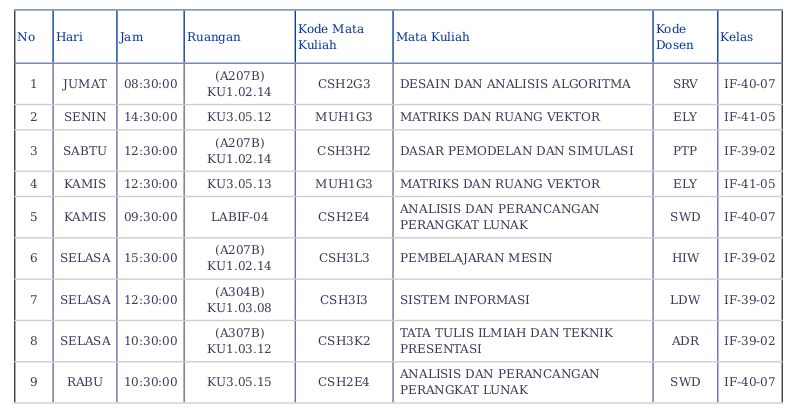 No Hari Jam Ruangan Kode Mata Kuliah Mata Kuliah Kode Dosen Kelas
1 JUMAT 08:30:00 (A207B) KU1.02.14 CSH2G3 DESAIN DAN ANALISIS ALGORITMA SRV IF-40-07
2 SENIN 14:30:00 KU3.05.12 MUH1G3 MATRIKS DAN RUANG VEKTOR ELY IF-41-05
3 SABTU 12:30:00 (A207B) KU1.02.14 CSH3H2 DASAR PEMODELAN DAN SIMULASI PTP IF-39-02
4 KAMIS 12:30:00 KU3.05.13 MUH1G3 MATRIKS DAN RUANG VEKTOR ELY IF-41-05
5 KAMIS 09:30:00 LABIF-04 CSH2E4 ANALISIS DAN PERANCANGAN PERANGKAT LUNAK SWD IF-40-07
6 SELASA 15:30:00 (A207B) KU1.02.14 CSH3L3 PEMBELAJARAN MESIN HIW IF-39-02
7 SELASA 12:30:00 (A304B) KU1.03.08 CSH3I3 SISTEM INFORMASI LDW IF-39-02
8 SELASA 10:30:00 (A307B) KU1.03.12 CSH3K2 TATA TULIS ILMIAH DAN TEKNIK PRESENTASI ADR IF-39-02
9 RABU 10:30:00 KU3.05.15 CSH2E4 ANALISIS DAN PERANCANGAN PERANGKAT LUNAK SWD IF-40-07